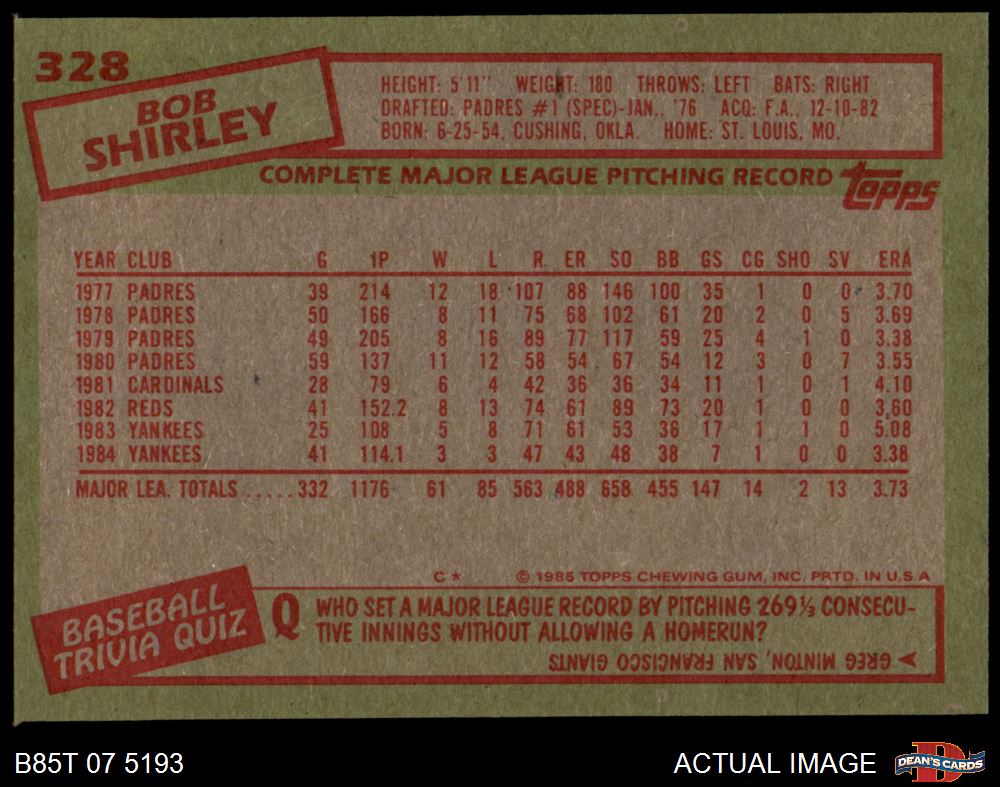 328
BOB
SHIRLEY
HEIGHT: 5'11" WEIGHT: 180 THROWS: LEFT BATS: RIGHT
DRAFTED: PADRES #1 (SPEC)-JAN., '76 ACQ: F.A., 12-10-82
BORN: 6-25-54, CUSHING, OKLA. HOME: ST. LOUIS, MO.
COMPLETE MAJOR LEAGUE PITCHING RECORD
topps
YEAR CLUB G IP W L R ER SO BB GS CG SHO SV ERA
1977 PADRES 39 214 12 18 107 88 146 100 35 1 0 0 3.70
1978 PADRES 50 166 8 11 75 68 102 61 20 2 0 5 3.69
1979 PADRES 49 205 8 16 89 77 117 59 25 4 1 0 3.38
1980 PADRES 59 137 11 12 58 54 67 54 12 3 0 7 3.55
1981 CARDINALS 28 79 6 4 42 36 36 34 11 1 0 1 4.10
1982 REDS 41 152.2 8 13 74 61 89 73 20 1 0 0 3.60
1983 YANKEES 25 108 5 8 71 61 53 36 17 1 1 0 5.08
1984 YANKEES 41 114.1 3 3 47 43 48 38 7 1 0 0 3.38
MAJOR LEA. TOTALS ..... 332 1176 61 85 563 488 658 455 147 14 2 13 3.73
C* © 1985 TOPPS CHEWING GUM, INC. PRTD. IN U.S.A
BASEBALL
TRIVIA QUIZ
Q WHO SET A MAJOR LEAGUE RECORD BY PITCHING 269⅓ CONSECU-
TIVE INNINGS WITHOUT ALLOWING A HOMERUN?
GREG MINTON, SAN FRANCISCO GIANTS
B85T 07 5193
ACTUAL IMAGE
D
DEAN'S CARDS